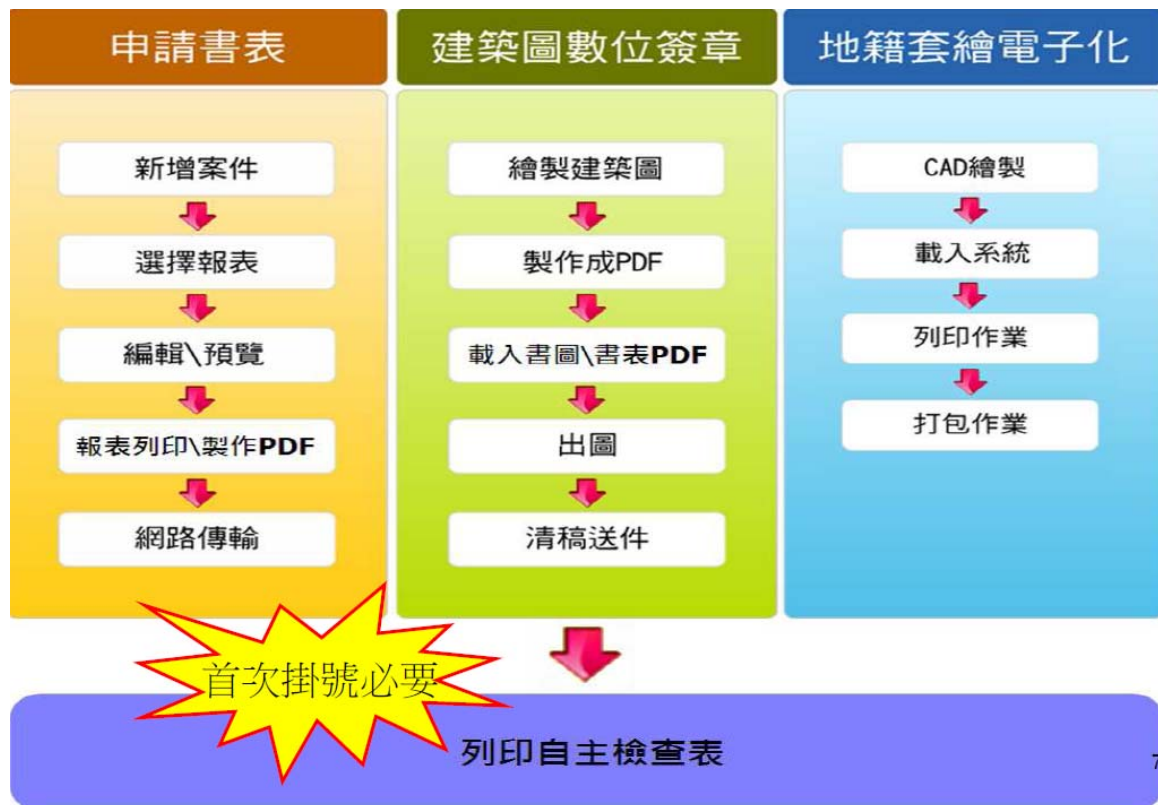 申請書表
新增案件
選擇報表
編輯\預覽
報表列印\製作PDF
網路傳輸
建築圖數位簽章
繪製建築圖
製作成PDF
載入書圖\書表PDF
出圖
清稿送件
地籍套繪電子化
CAD繪製
載入系統
列印作業
打包作業
首次掛號必要
列印自主檢查表
7